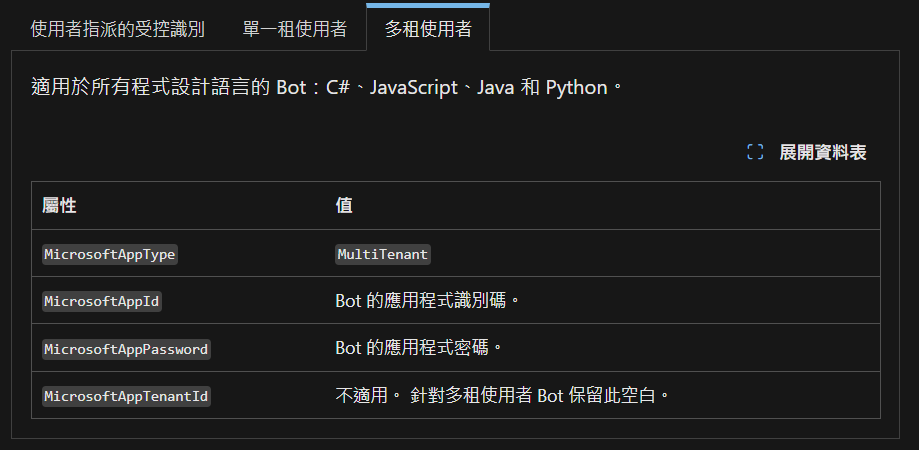 使用者指派的受控識別 單一租使用者 多租使用者
適用於所有程式設計語言的 Bot：C#、JavaScript、Java 和 Python。
展開資料表
屬性 值
MicrosoftAppType MultiTenant
MicrosoftAppId Bot 的應用程式識別碼。
MicrosoftAppPassword Bot 的應用程式密碼。
MicrosoftAppTenantId 不適用。 針對多租使用者 Bot 保留此空白。